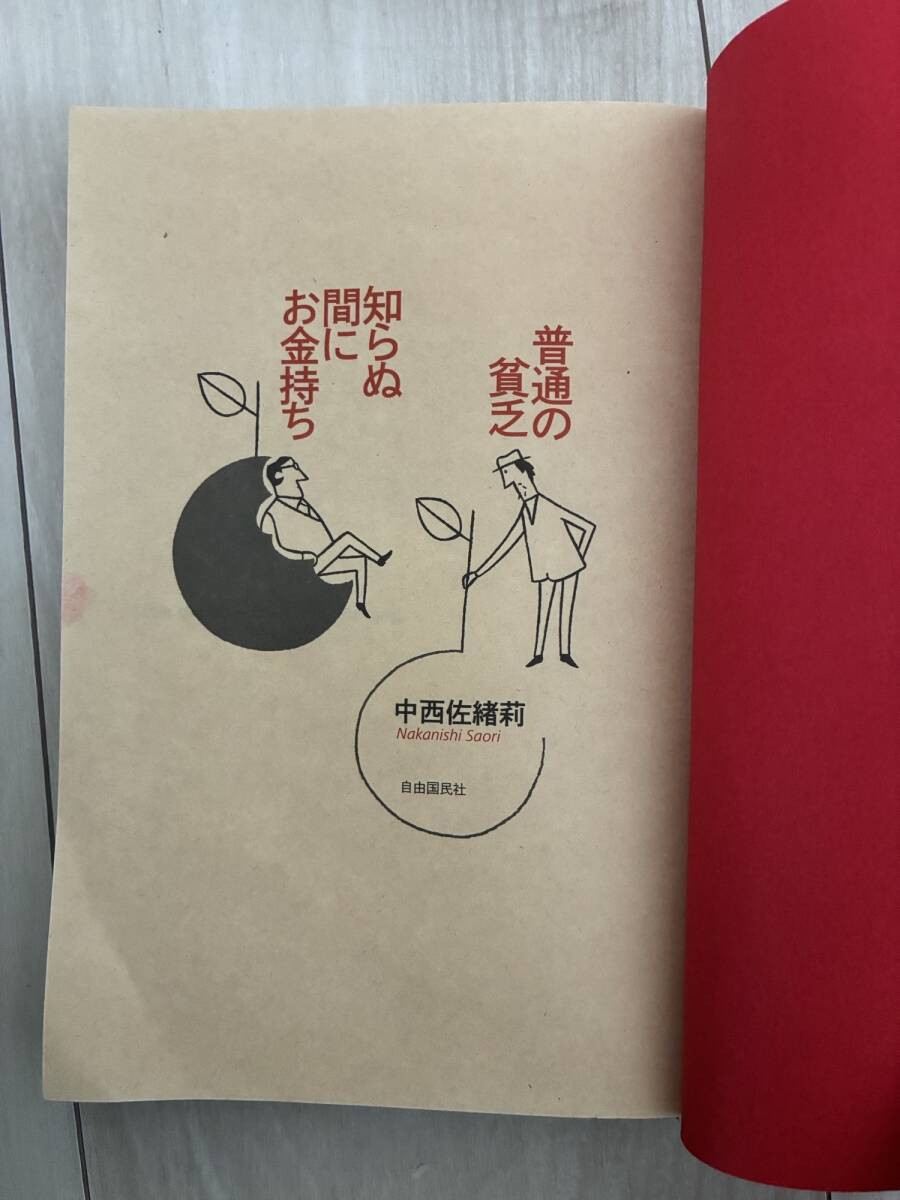 普通の
貧乏
知らぬ
間に
お金持ち
中西佐緒莉
Nakanishi Saori
自由国民社